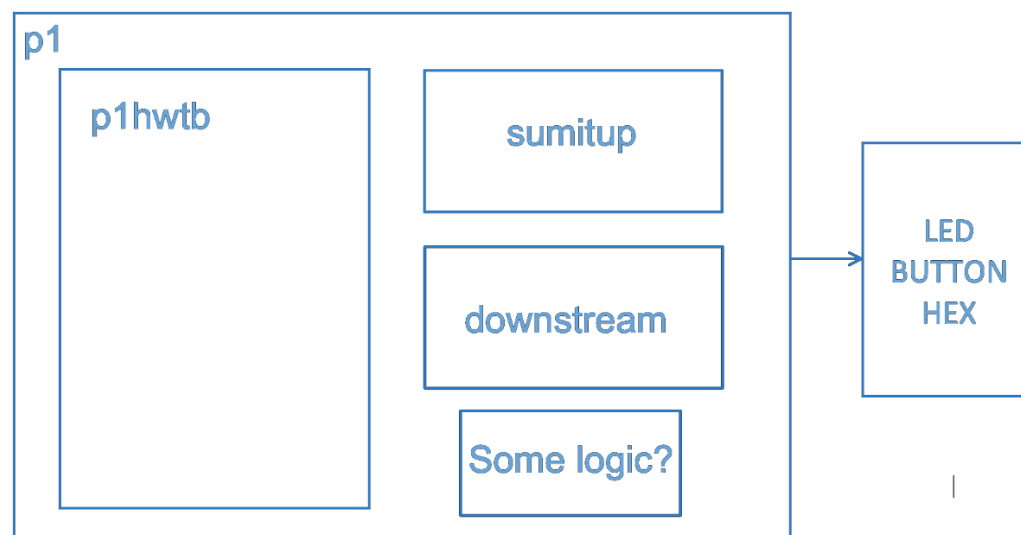 p1
p1hwtb
sumitup
downstream
Some logic?
LED
BUTTON
HEX